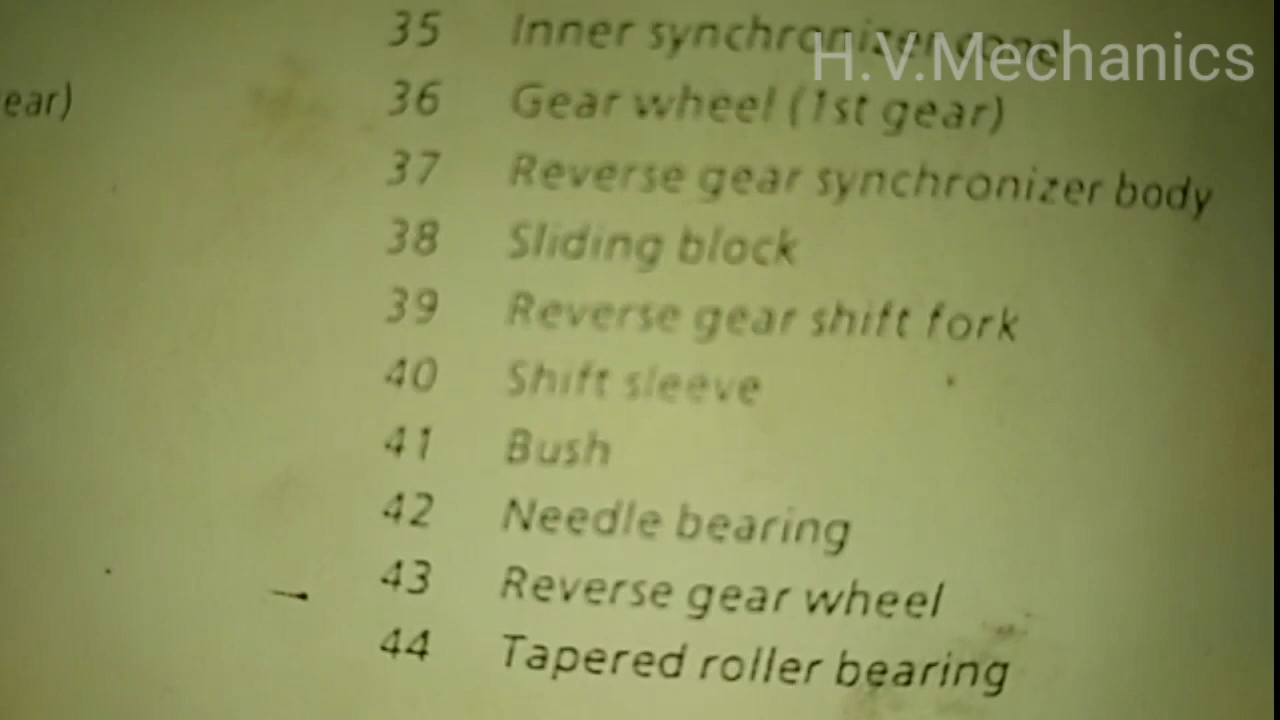 H.V.Mechanics
35 Inner synchronizer cone
ear)
36 Gear wheel (1st gear)
37 Reverse gear synchronizer body
38 Sliding block
39 Reverse gear shift fork
40 Shift sleeve
41 Bush
42 Needle bearing
43 Reverse gear wheel
44 Tapered roller bearing